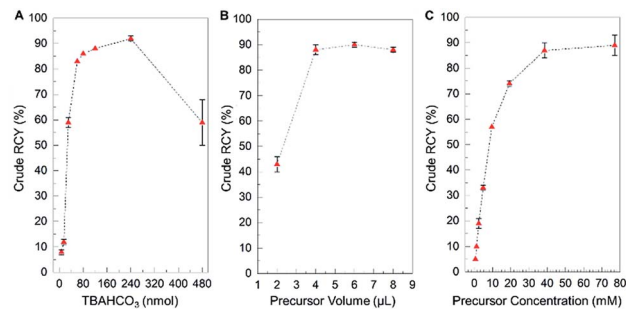 A
Crude RCY (%)
100
90
80
70
60
50
40
30
20
10
0
0 80 160 240 320 400 480
TBAHCO3 (nmol)
B
Crude RCY (%)
100
90
80
70
60
50
40
30
20
10
0
1 2 3 4 5 6 7 8 9
Precursor Volume (µL)
C
Crude RCY (%)
100
90
80
70
60
50
40
30
20
10
0
0 10 20 30 40 50 60 70 80
Precursor Concentration (mM)